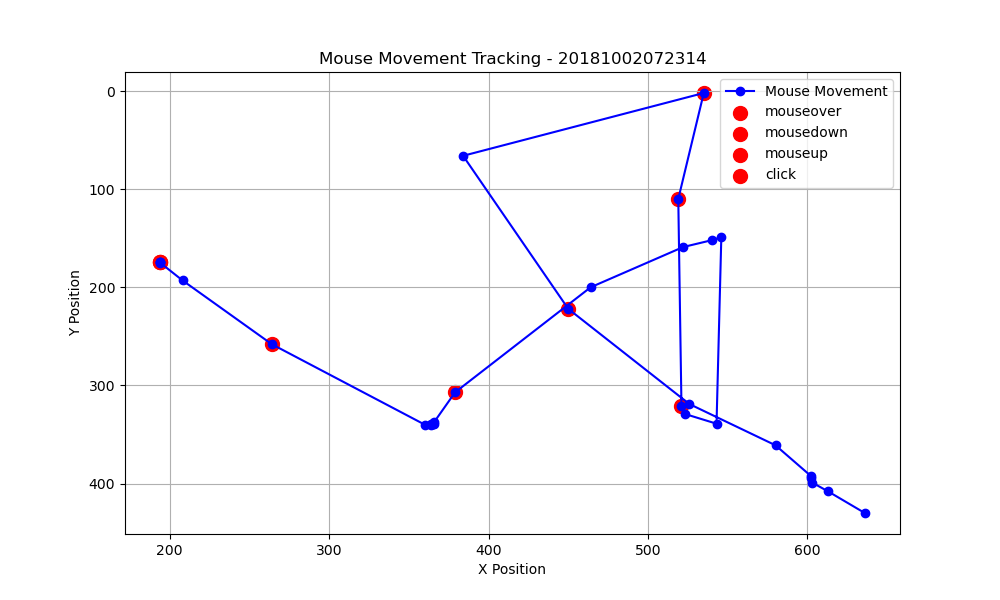 Mouse Movement Tracking - 20181002072314
Mouse Movement
mouseover
mousedown
mouseup
click
0
100
200
300
400
Y Position
200 300 400 500 600
X Position